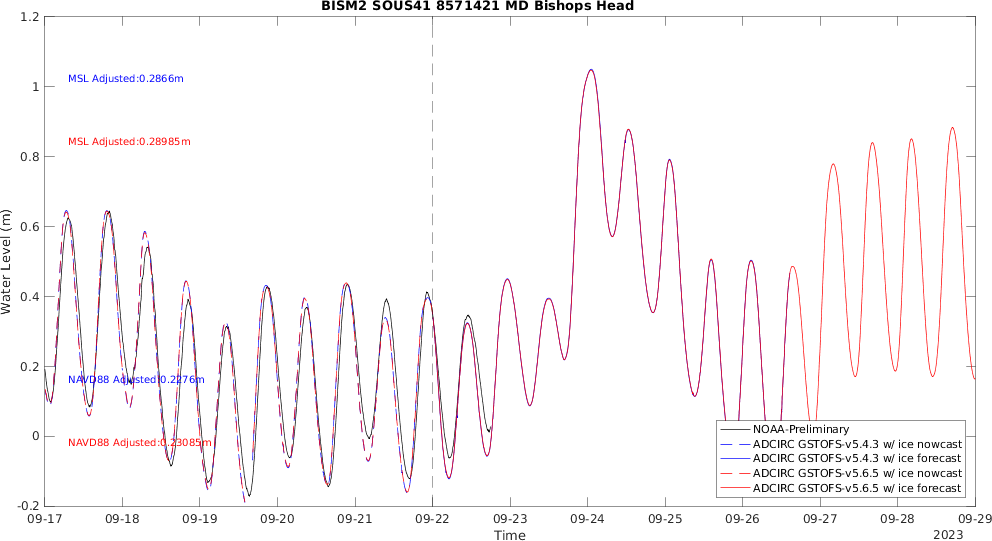 BISM2 SOUS41 8571421 MD Bishops Head
1.2
1
0.8
0.6
0.4
0.2
0
-0.2
Water Level (m)
MSL Adjusted:0.2866m
MSL Adjusted:0.28985m
NAVD88 Adjusted:0.2276m
NAVD88 Adjusted:0.23085m
NOAA-Preliminary
ADCIRC GSTOFS-v5.4.3 w/ ice nowcast
ADCIRC GSTOFS-v5.4.3 w/ ice forecast
ADCIRC GSTOFS-v5.6.5 w/ ice nowcast
ADCIRC GSTOFS-v5.6.5 w/ ice forecast
09-17 09-18 09-19 09-20 09-21 09-22 09-23 09-24 09-25 09-26 09-27 09-28 09-29
Time
2023